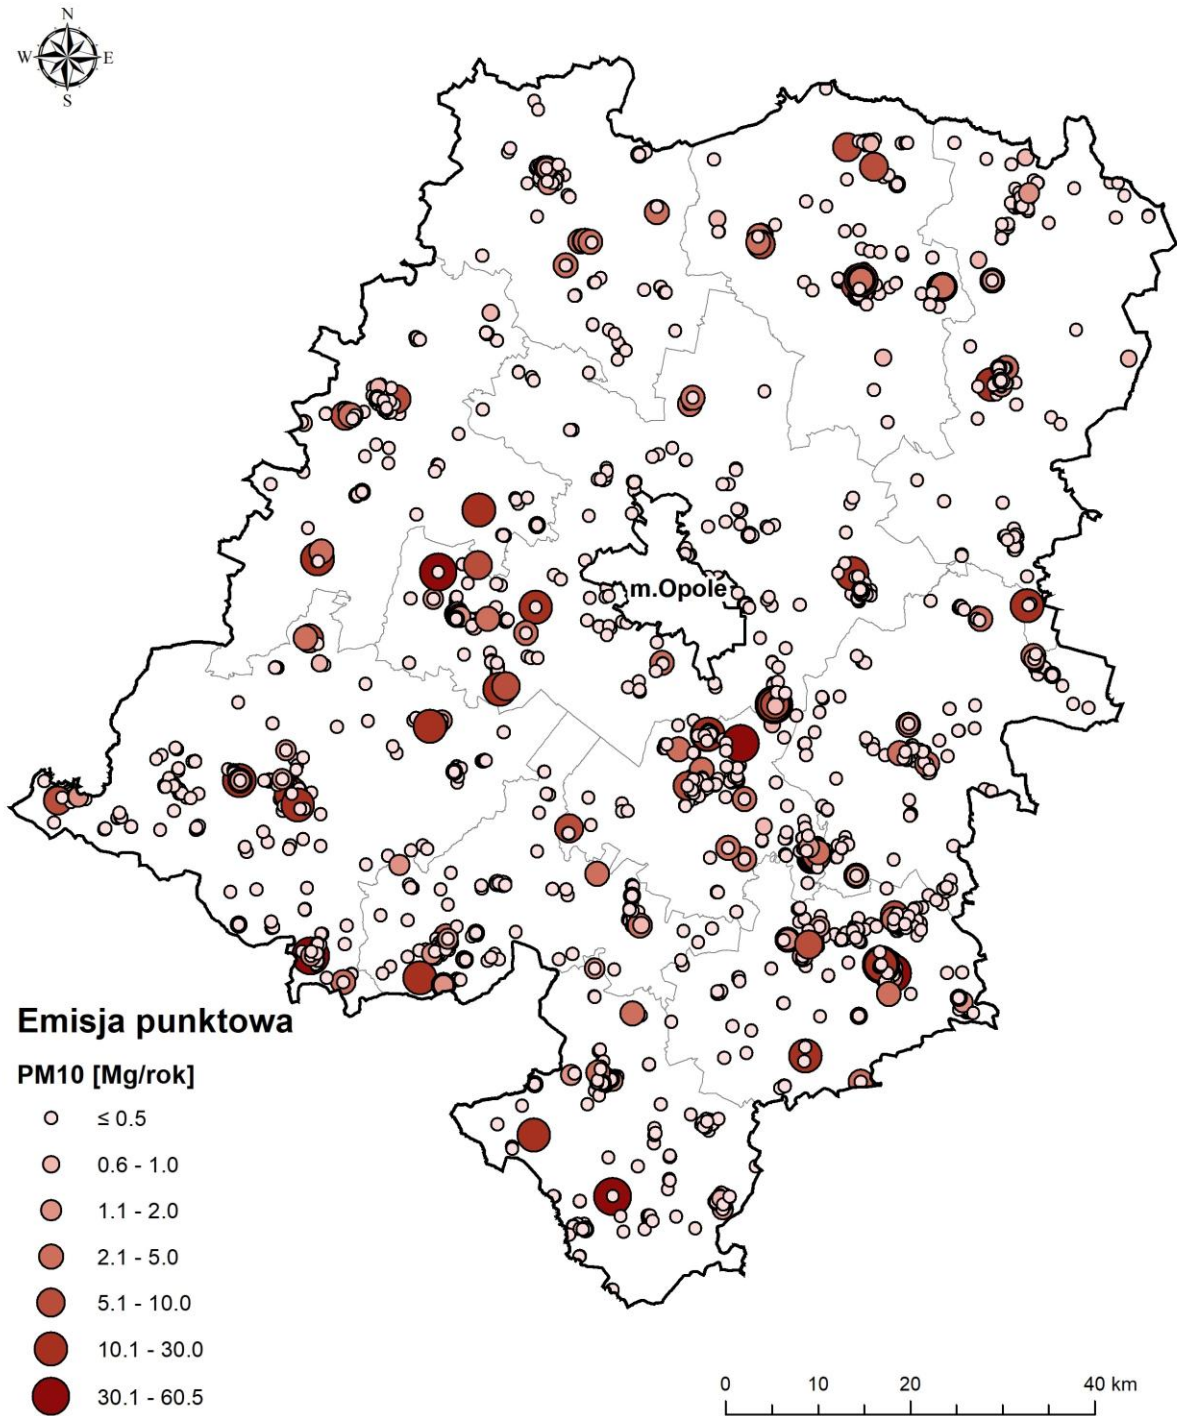 N
W E
S
m.Opole
Emisja punktowa
PM10 [Mg/rok]
≤ 0.5
0.6 - 1.0
1.1 - 2.0
2.1 - 5.0
5.1 - 10.0
10.1 - 30.0
30.1 - 60.5
0 10 20 40 km